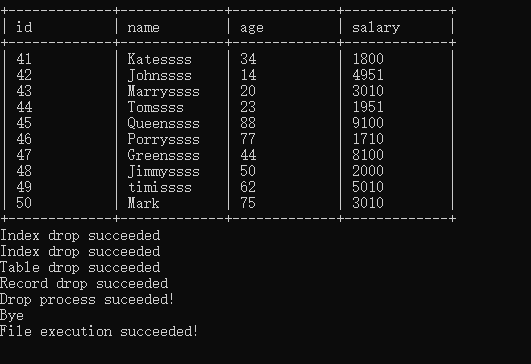 +-------------+-------------+-------------+-------------+
| id          | name        | age         | salary      |
+-------------+-------------+-------------+-------------+
| 41          | Katessss    | 34          | 1800        |
| 42          | Johnssss    | 14          | 4951        |
| 43          | Marryssss   | 20          | 3010        |
| 44          | Tomssss     | 23          | 1951        |
| 45          | Queenssss   | 88          | 9100        |
| 46          | Porryssss   | 77          | 1710        |
| 47          | Greenssss   | 44          | 8100        |
| 48          | Jimmyssss   | 50          | 2000        |
| 49          | timissss    | 62          | 5010        |
| 50          | Mark        | 75          | 3010        |
+-------------+-------------+-------------+-------------+
Index drop succeeded
Index drop succeeded
Table drop succeeded
Record drop succeeded
Drop process suceeded!
Bye
File execution succeeded!